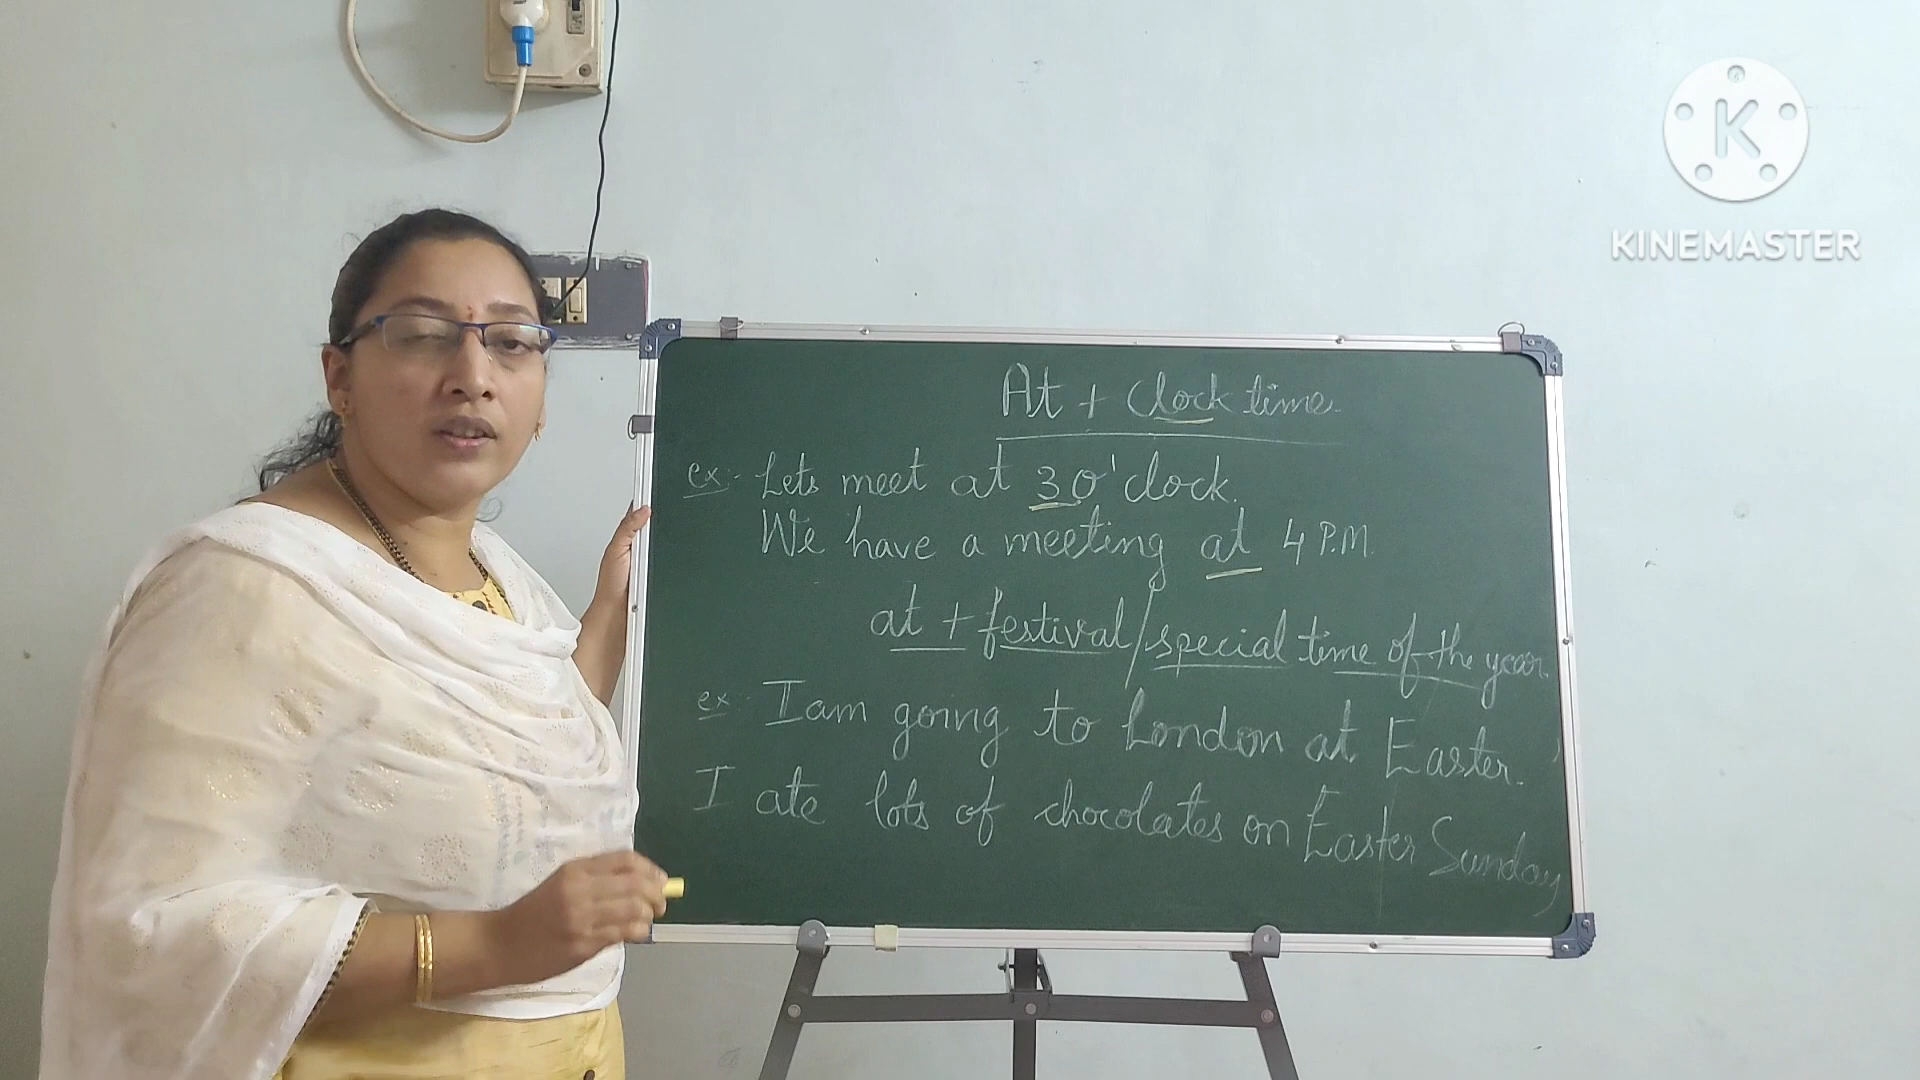 K
KINEMASTER
At + Clock time.
ex:- Lets meet at 3 O'clock.
We have a meeting at 4 P.M.
at + festival/special time of the year.
ex:- I am going to London at Easter.
I ate lots of chocolates on Easter Sunday